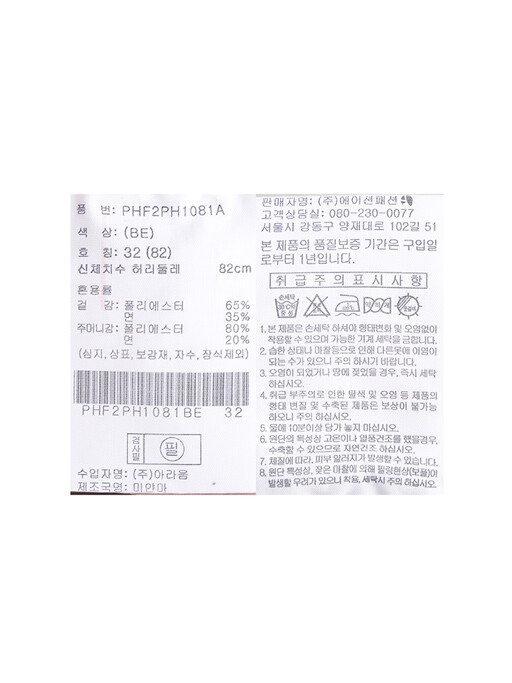 품 번: PHF2PH1081A
색 상: (BE)
호 칭: 32 (82)
신체치수 허리둘레 82cm
혼용률
겉 감: 폴리에스터 65%
면 35%
주머니감: 폴리에스터 80%
면 20%
(심지, 상표, 보강재, 자수, 장식제외)
PHF2PH1081BE 32
검사필 필
수입자명: (주)아라움
제조국명: 미얀마
판매자명: (주)에이션패션
고객상담실: 080-230-0077
서울시 강동구 양재대로 102길 51
본 제품의 품질보증 기간은 구입일
로부터 1년입니다.
취급주의표시사항
손세탁
중성
1. 본 제품은 손세탁 하셔야 형태변화 및 오염없이
착용할 수 있으며 가능한 기계 세탁을 금합니다.
2. 습한 상태나 마찰등으로 인해 다른옷에 이염이
되는 수가 있으니 주의 하시기 바랍니다.
3. 오염이 되었거나 땀에 젖었을 경우, 즉시 세탁
하십시오.
4. 취급 부주의로 인한 탈색 및 오염 등 제품의
형태 변질 및 수축된 제품은 보상이 불가능
하오니 주의 하십시오.
5. 물에 10분이상 담가 놓지 마십시오.
6. 원단의 특성상 고온이나 열풍건조를 했을경우,
수축할 수 있으므로 자연건조 하십시오.
7. 체질에 따라, 피부 알러지가 발생할 수 있습니다.
8. 원단 특성상, 잦은 마찰에 의해 필링현상(보풀)이
발생할 우려가 있으니 착용, 세탁시 주의 하십시오.